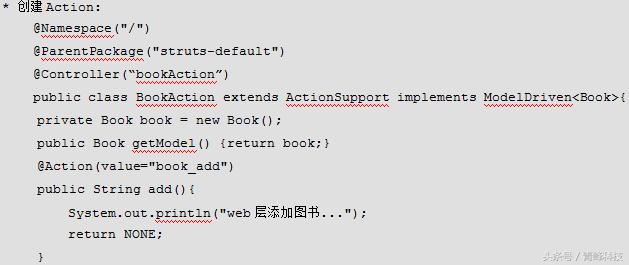 * 创建Action:
@Namespace("/")
@ParentPackage("struts-default")
@Controller(“bookAction”)
public class BookAction extends ActionSupport implements ModelDriven<Book>{
private Book book = new Book();
public Book getModel() {return book;}
@Action(value="book_add")
public String add(){
System.out.println("web层添加图书...");
return NONE;
}
头条号 / 青峰科技